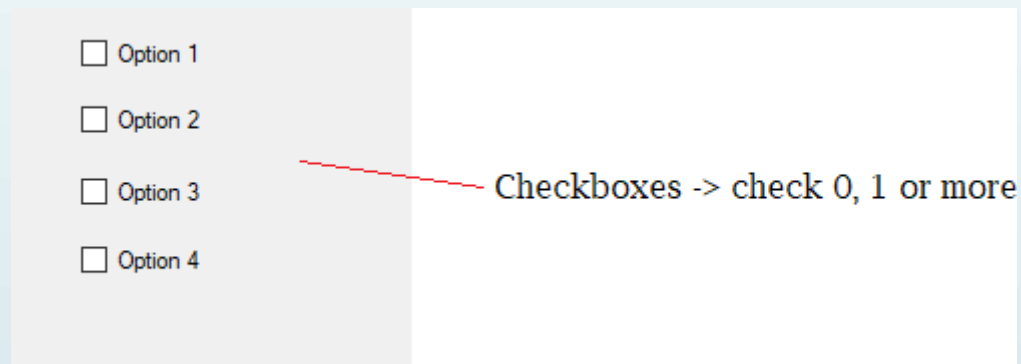 Option 1
Option 2
Checkboxes -> check 0, 1 or more
Option 3
Option 4